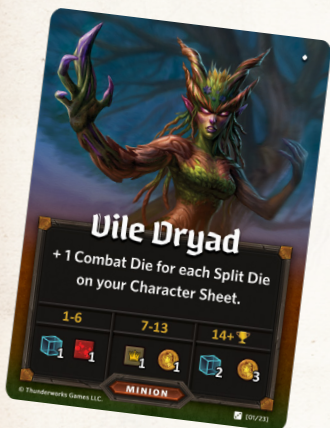 Vile Dryad
+ 1 Combat Die for each Split Die
on your Character Sheet.
1-6 7-13 14+
1 1 1 1 2 3
MINION
© Thunderworks Games LLC.
[01/23]